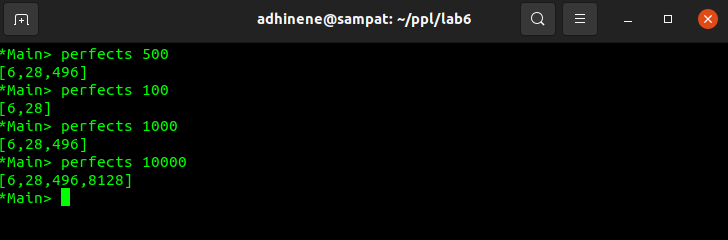 adhinene@sampat: ~/ppl/lab6
*Main> perfects 500
[6,28,496]
*Main> perfects 100
[6,28]
*Main> perfects 1000
[6,28,496]
*Main> perfects 10000
[6,28,496,8128]
*Main>